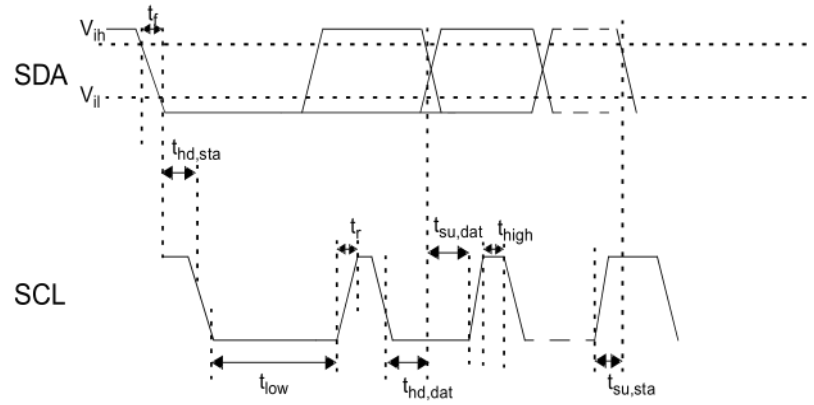 t_f
V_ih
SDA
V_il
t_hd,sta
t_r
t_su,dat
t_high
SCL
t_low
t_hd,dat
t_su,sta